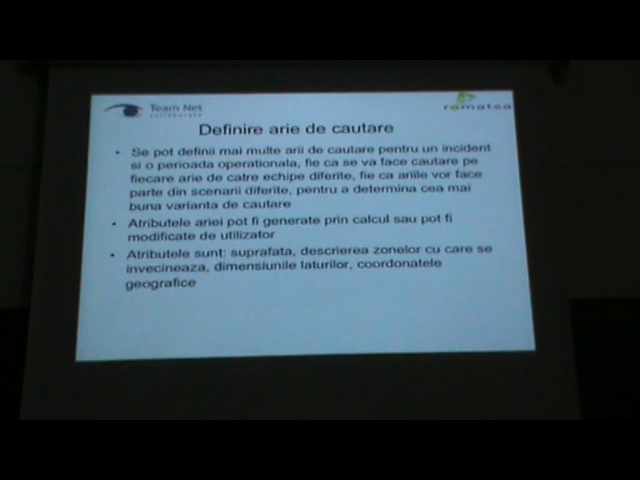 Team Net
romatsa
Definire arie de cautare
• Se pot definii mai multe arii de cautare pentru un incident
si o perioada operationala, fie ca se va face cautare pe
fiecare arie de catre echipe diferite, fie ca ariile vor face
parte din scenarii diferite, pentru a determina cea mai
buna varianta de cautare
• Atributele ariei pot fi generate prin calcul sau pot fi
modificate de utilizator
• Atributele sunt: suprafata, descrierea zonelor cu care se
invecineaza, dimensiunile laturilor, coordonatele
geografice